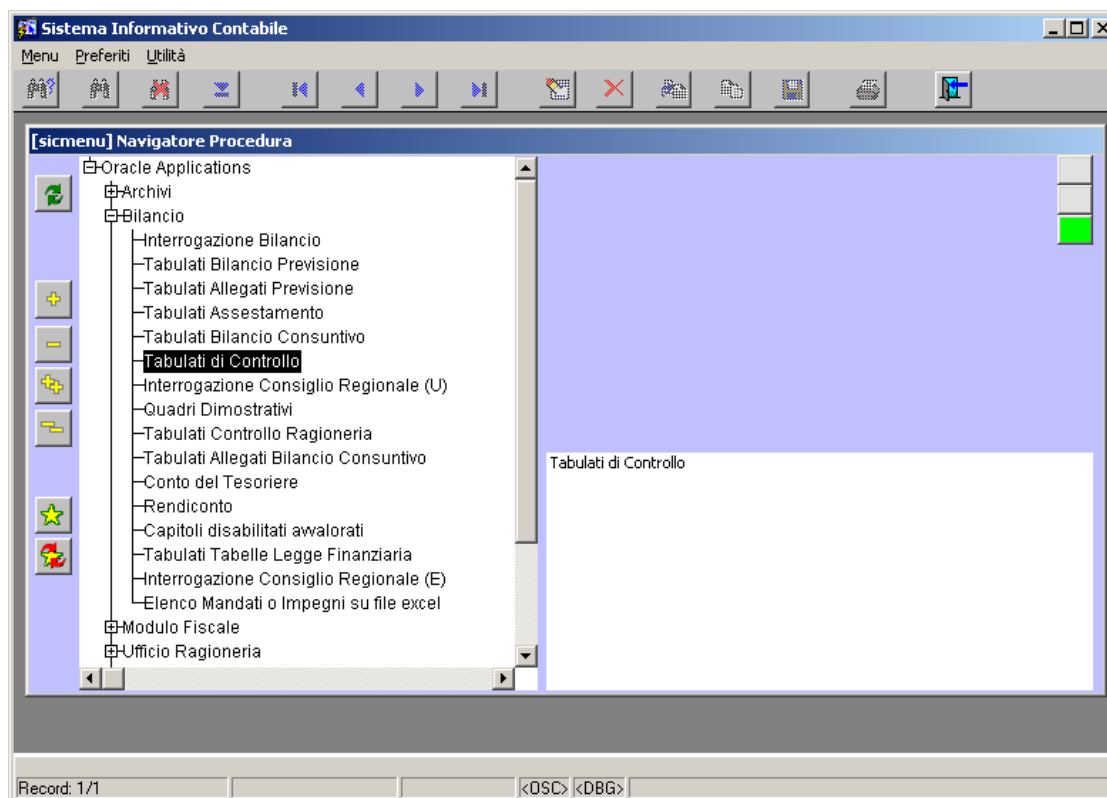 Sistema Informativo Contabile
Menu Preferiti Utilità
[sicmenu] Navigatore Procedura
Oracle Applications
Archivi
Bilancio
Interrogazione Bilancio
Tabulati Bilancio Previsione
Tabulati Allegati Previsione
Tabulati Assestamento
Tabulati Bilancio Consuntivo
Tabulati di Controllo
Interrogazione Consiglio Regionale (U)
Quadri Dimostrativi
Tabulati Controllo Ragioneria
Tabulati Allegati Bilancio Consuntivo
Tabulati di Controllo
Conto del Tesoriere
Rendiconto
Capitoli disabilitati avvalorati
Tabulati Tabelle Legge Finanziaria
Interrogazione Consiglio Regionale (E)
Elenco Mandati o Impegni su file excel
Modulo Fiscale
Ufficio Ragioneria
Record: 1/1 <OSC> <DBG>